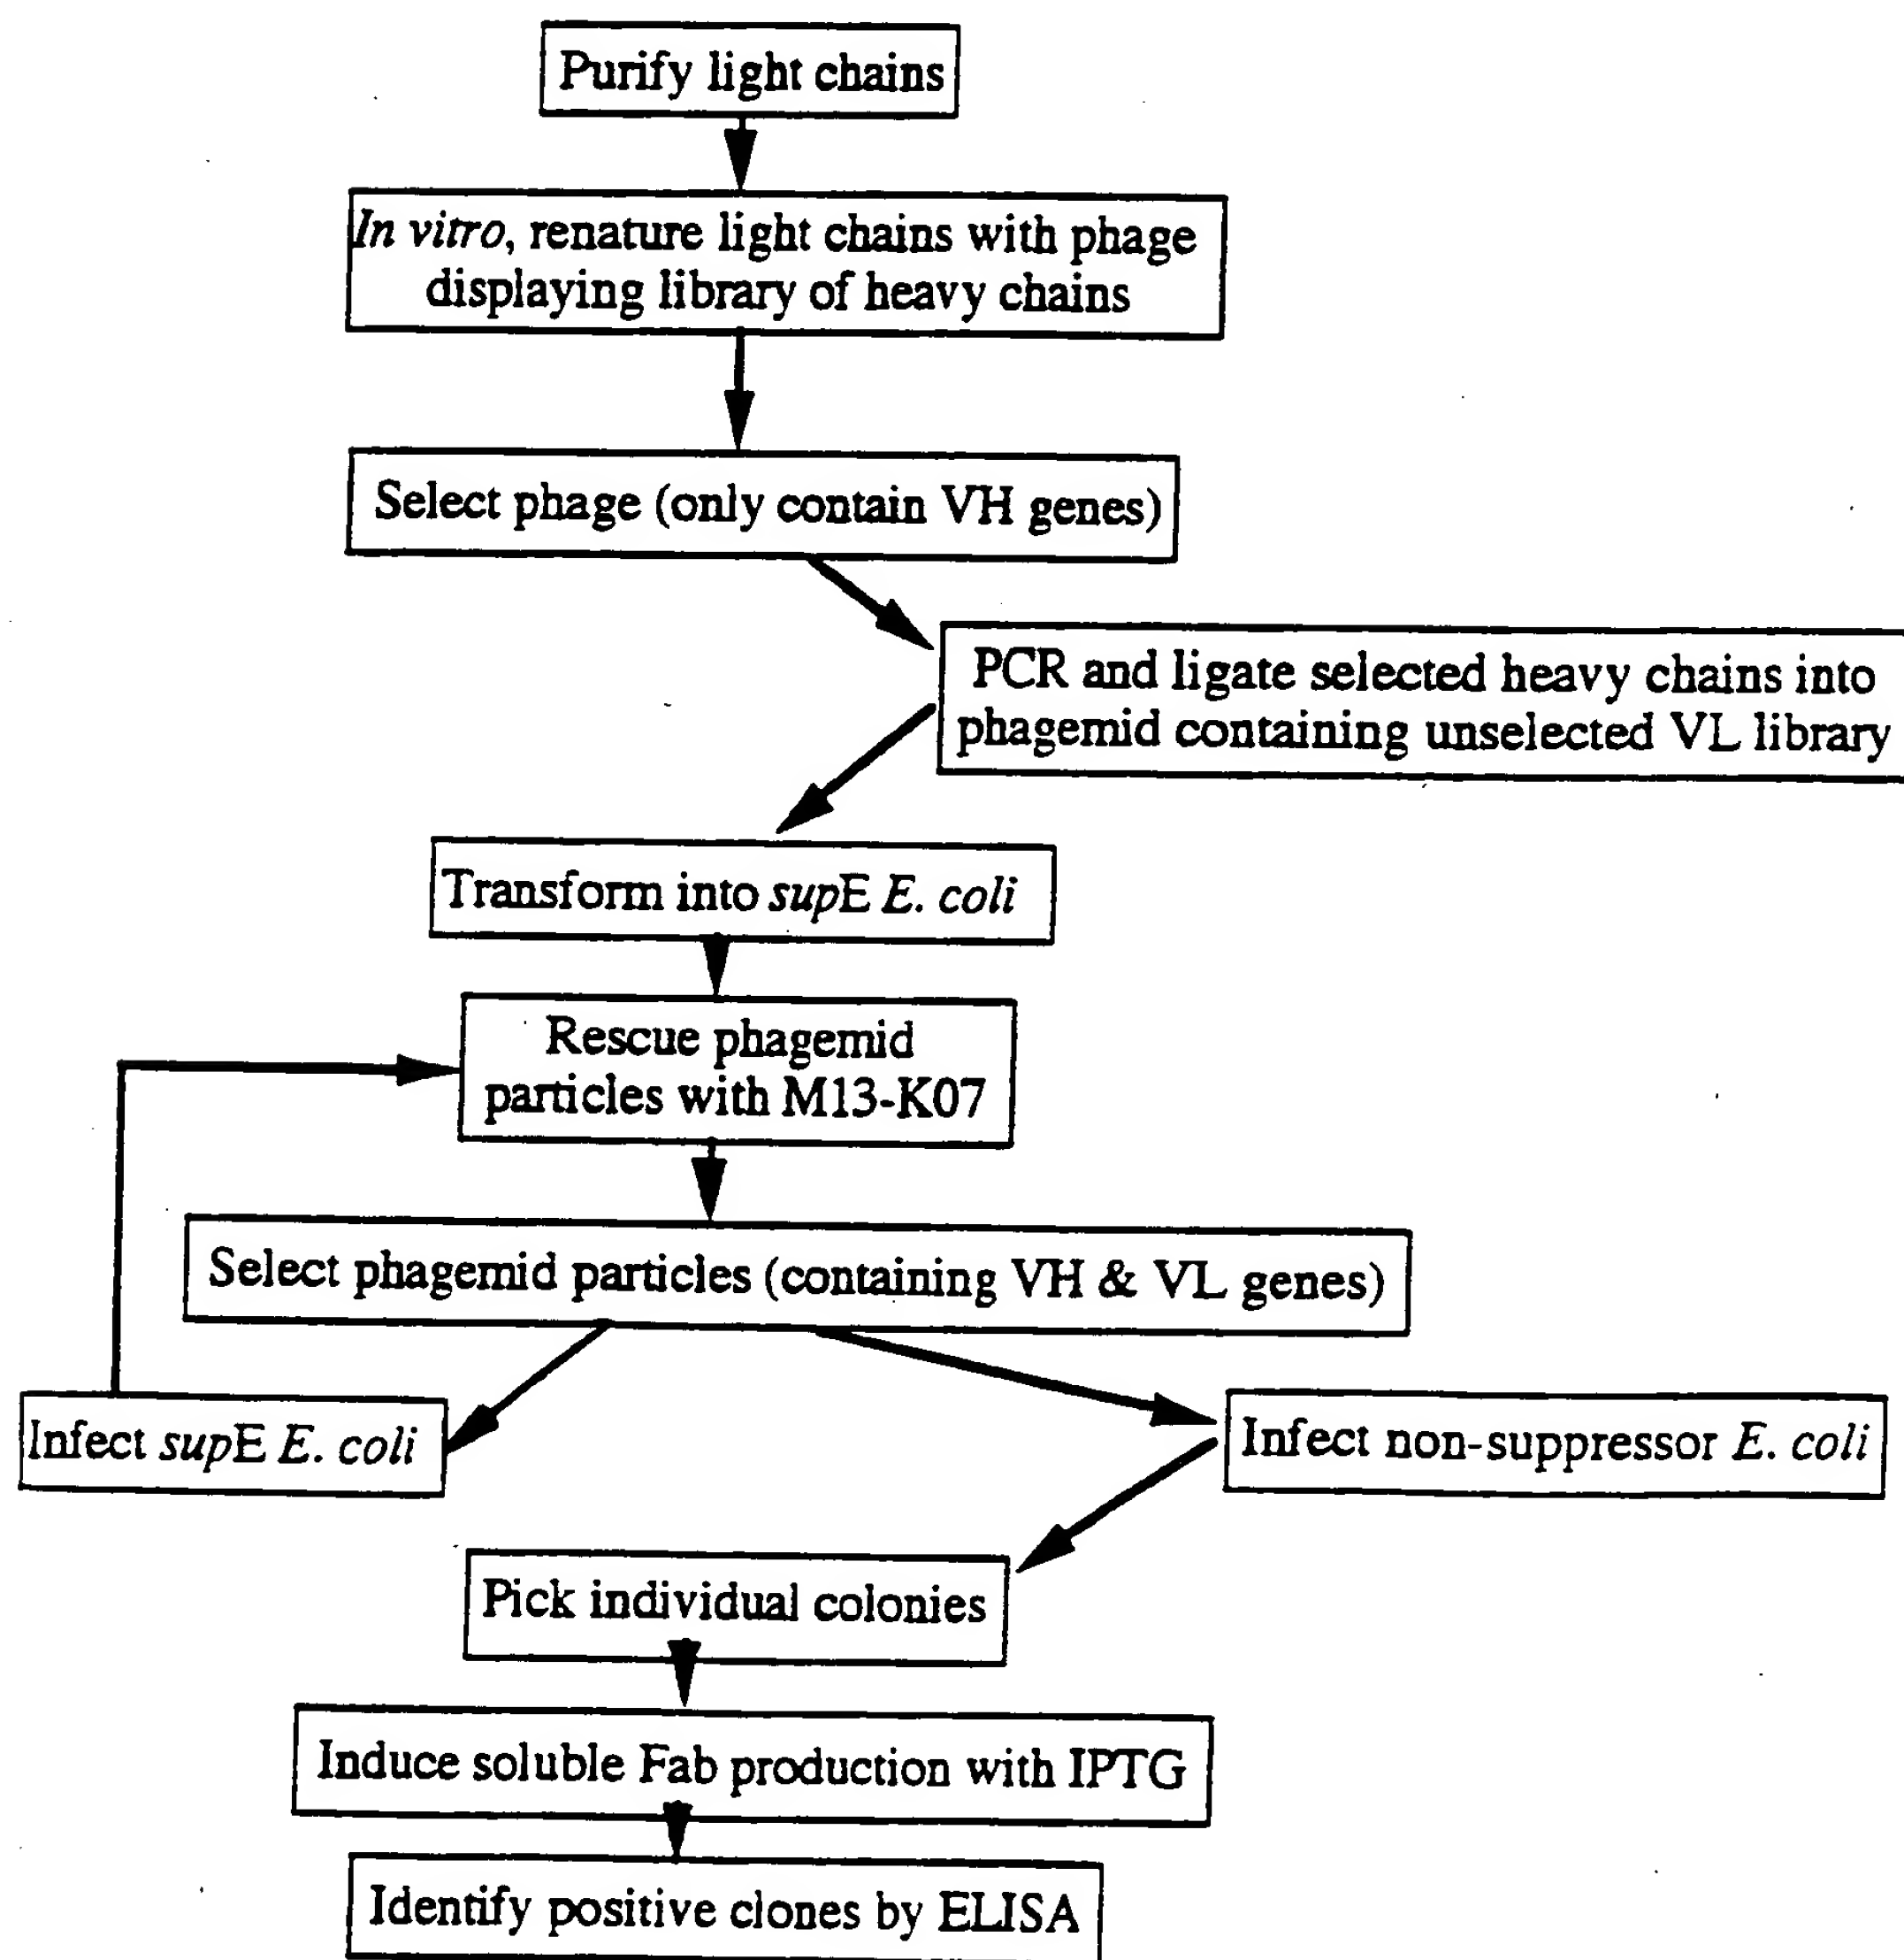 Purify light chains
In vitro, renature light chains with phage
displaying library of heavy chains
Select phage (only contain VH genes)
PCR and ligate selected heavy chains into
phagemid containing unselected VL library
Transform into supE E. coli
Rescue phagemid
particles with M13-K07
Select phagemid particles (containing VH & VL genes)
Infect supE E. coli
Infect non-suppressor E. coli
Pick individual colonies
Induce soluble Fab production with IPTG
Identify positive clones by ELISA